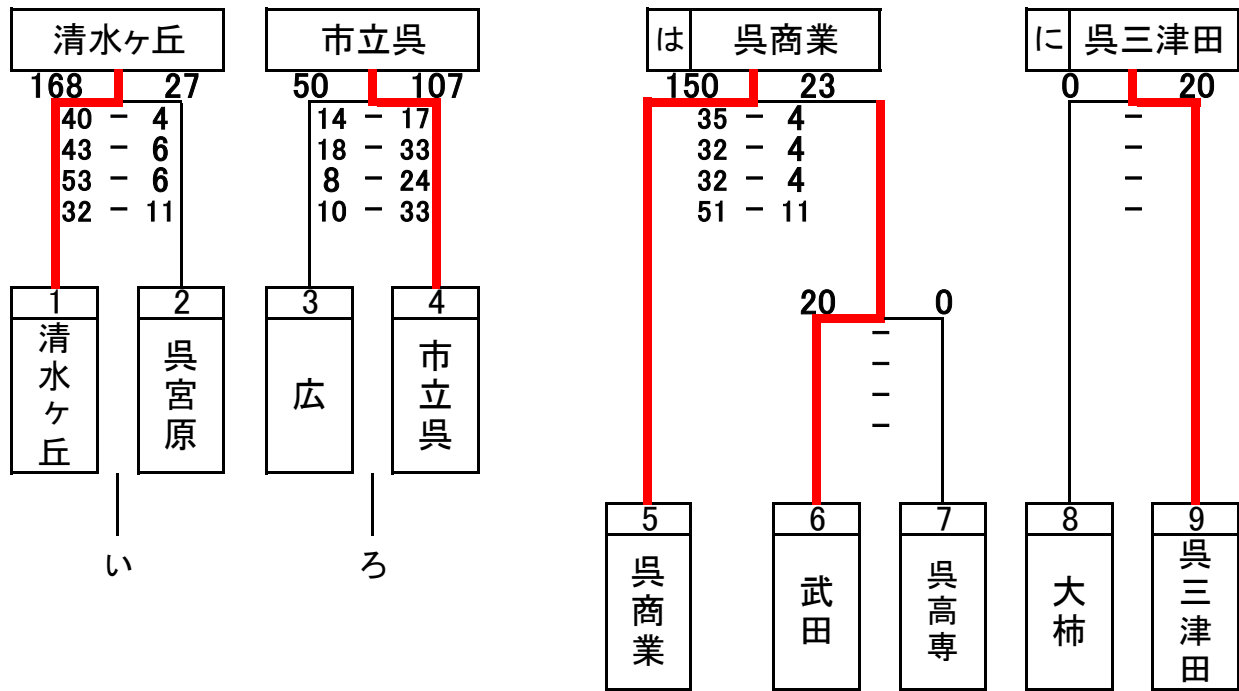 清水ヶ丘 市立呉 は 呉商業 に 呉三津田
168 27 50 107 150 23 0 20
40 − 4 14 − 17 35 − 4 −
43 − 6 18 − 33 32 − 4 −
53 − 6 8 − 24 32 − 4 −
32 − 11 10 − 33 51 − 11 −
1 2 3 4 20 0
清水ヶ丘
呉宮原
広
市立呉
−
−
−
−
い ろ
5 6 7 8 9
呉商業
武田
呉高専
大柿
呉三津田